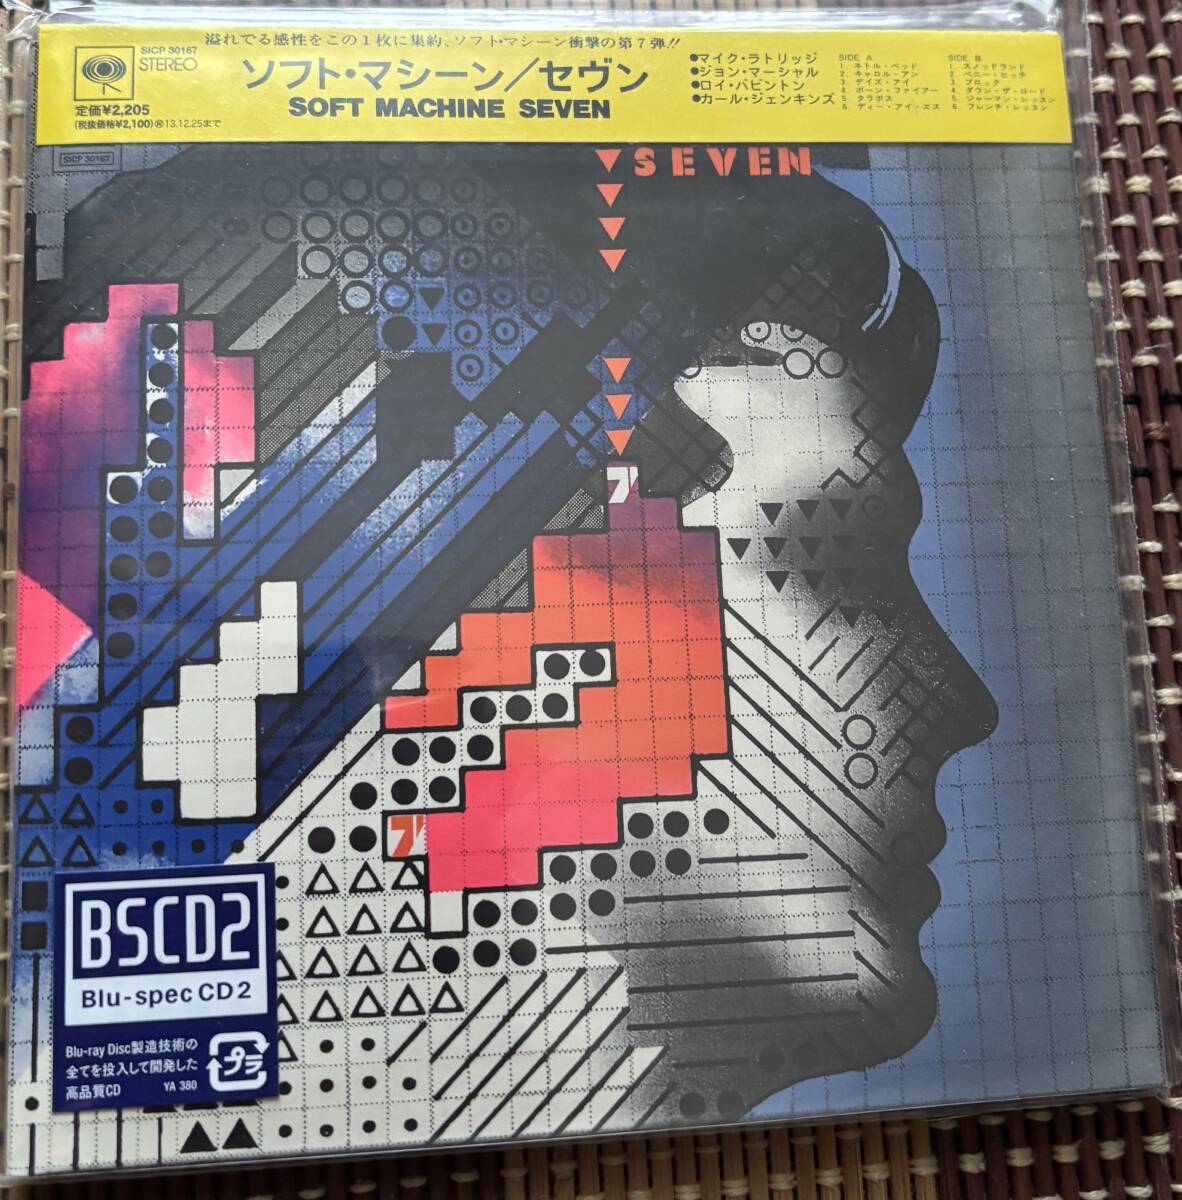 溢れでる感性をこの1枚に集約、ソフト・マシーン衝撃の第7弾!!
SICP 30167
STEREO
定価¥2,205
(税抜価格¥2,100)Ⓡ13.12.25まで
ソフト・マシーン/セヴン
SOFT MACHINE SEVEN
●マイク・ラトリッジ
●ジョン・マーシャル
●ロイ・バビントン
●カール・ジェンキンズ
SIDE A
1. ネトル・ベッド
2. キャロル・アン
3. デイズ・アイ
4. ボーン・ファイアー
5. タラボス
6. ディー・アイ・エス
SIDE B
1. スノッドランド
2. ペニー・ヒッチ
3. ブロック
4. ダウン・ザ・ロード
5. ジャーマン・レッスン
6. フレンチ・レッスン
SICP 30167
SEVEN
7
7
BSCD2
Blu-spec CD2
Blu-ray Disc製造技術の
全てを投入して開発した
高品質CD
YA 380
プラ